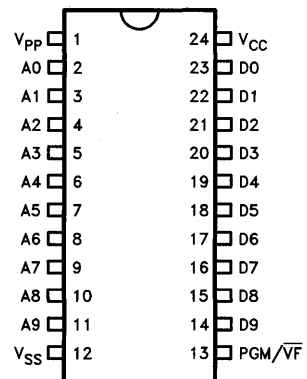 VPP 1 24 VCC
A0 2 23 D0
A1 3 22 D1
A2 4 21 D2
A3 5 20 D3
A4 6 19 D4
A5 7 18 D5
A6 8 17 D6
A7 9 16 D7
A8 10 15 D8
A9 11 14 D9
VSS 12 13 PGM/V̅F̅